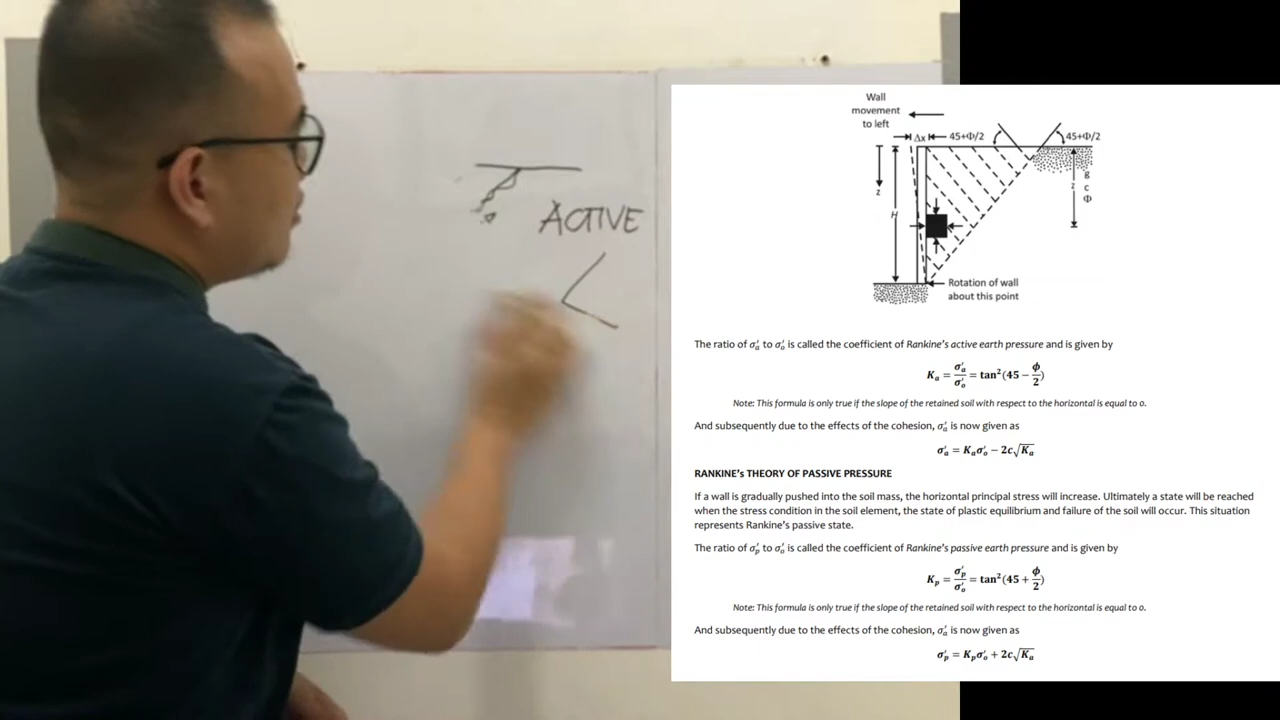 ACTIVE
Wall
movement
to left
Δx
45+Φ/2
45+Φ/2
z
H
z
g
c
Φ
Rotation of wall
about this point
The ratio of σ′ₐ to σ′ₒ is called the coefficient of Rankine's active earth pressure and is given by
Kₐ = σ′ₐ/σ′ₒ = tan²(45 − ϕ/2)
Note: This formula is only true if the slope of the retained soil with respect to the horizontal is equal to 0.
And subsequently due to the effects of the cohesion, σ′ₐ is now given as
σ′ₐ = Kₐσ′ₒ − 2c√Kₐ
RANKINE's THEORY OF PASSIVE PRESSURE
If a wall is gradually pushed into the soil mass, the horizontal principal stress will increase. Ultimately a state will be reached
when the stress condition in the soil element, the state of plastic equilibrium and failure of the soil will occur. This situation
represents Rankine's passive state.
The ratio of σ′ₚ to σ′ₒ is called the coefficient of Rankine's passive earth pressure and is given by
Kₚ = σ′ₚ/σ′ₒ = tan²(45 + ϕ/2)
Note: This formula is only true if the slope of the retained soil with respect to the horizontal is equal to 0.
And subsequently due to the effects of the cohesion, σ′ₐ is now given as
σ′ₚ = Kₚσ′ₒ + 2c√Kₐ